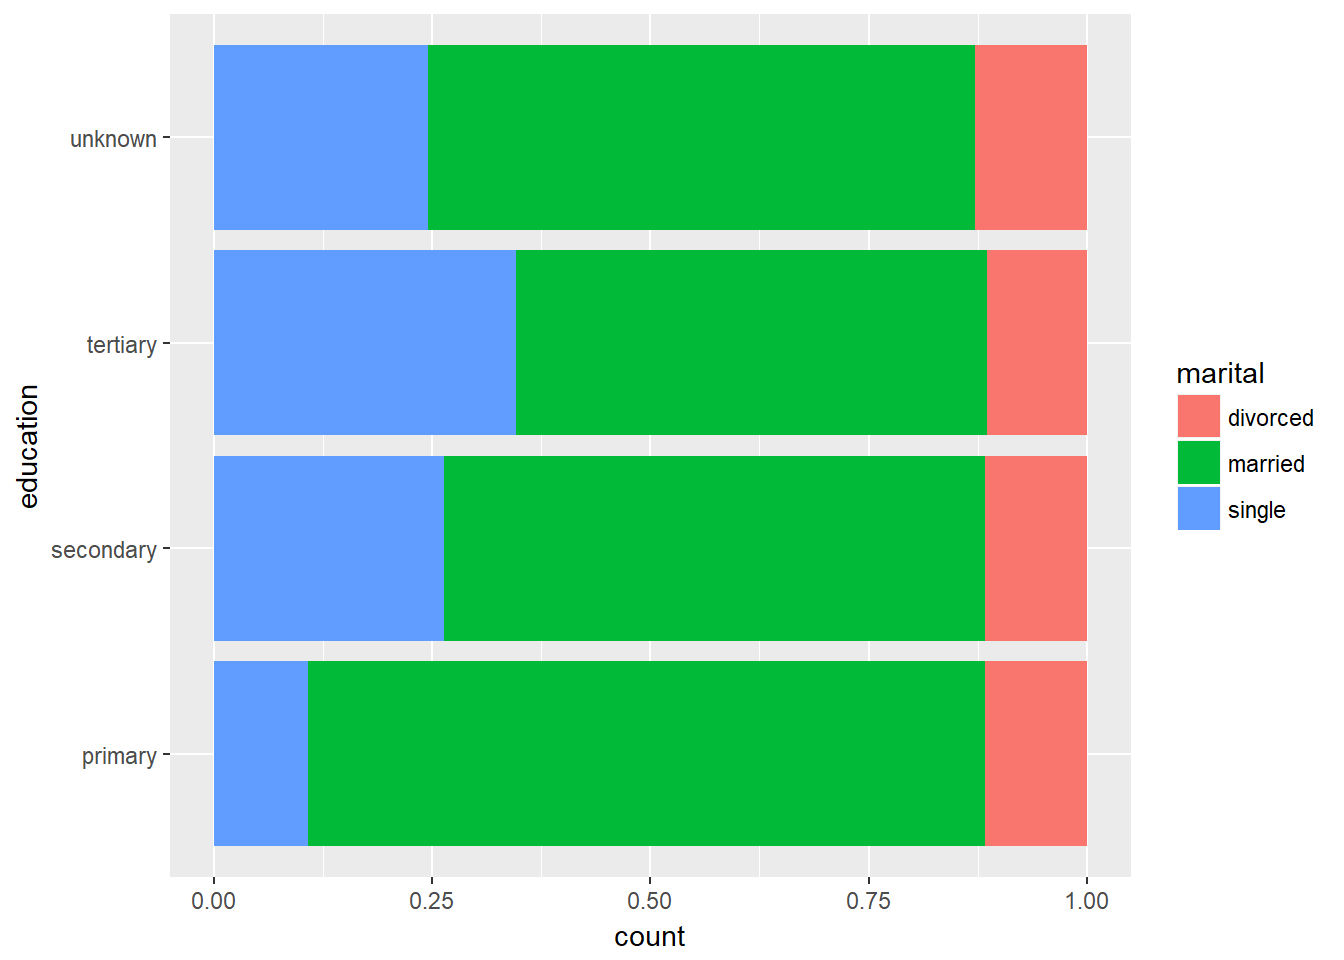 unknown
tertiary
secondary
primary
education
0.00 0.25 0.50 0.75 1.00
count
marital
divorced
married
single